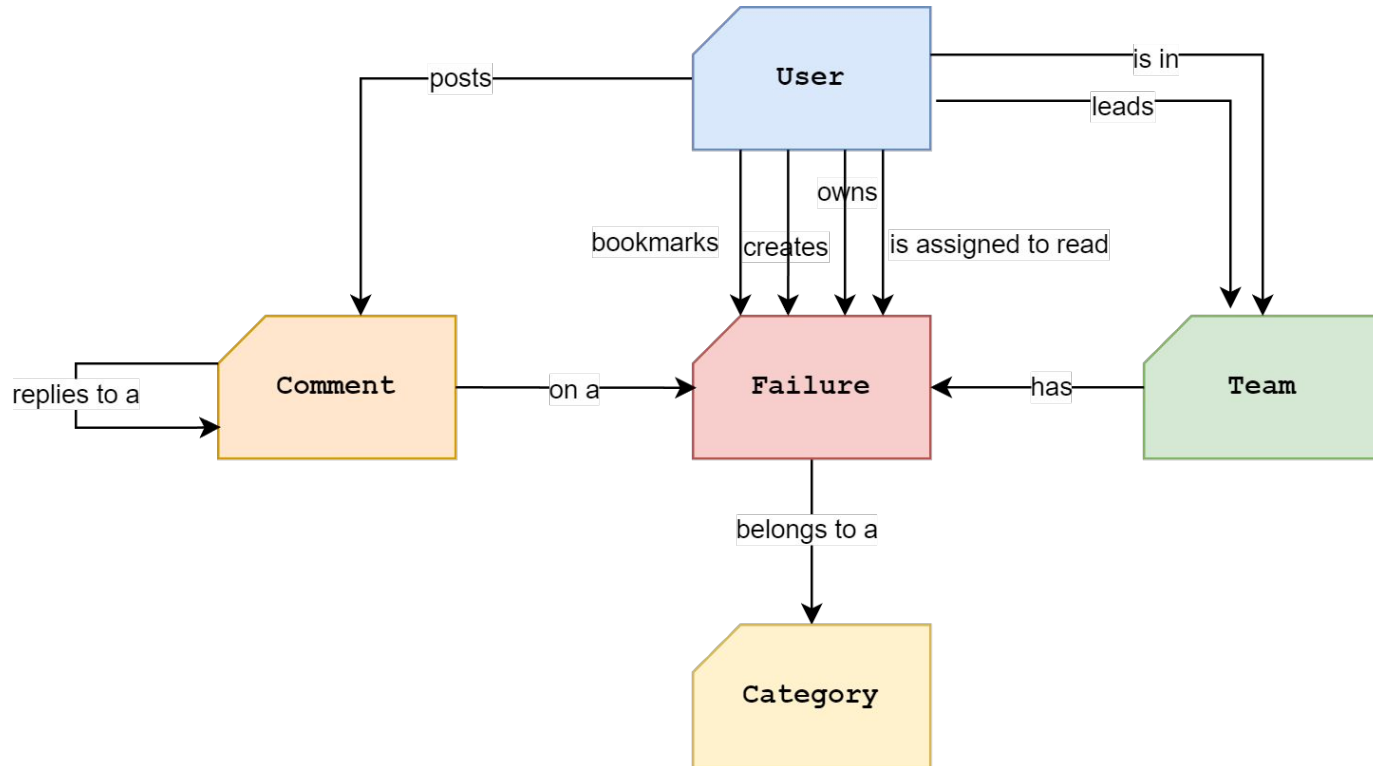 User
posts
is in
leads
owns
bookmarks
creates
is assigned to read
Comment
replies to a
on a
Failure
has
Team
belongs to a
Category